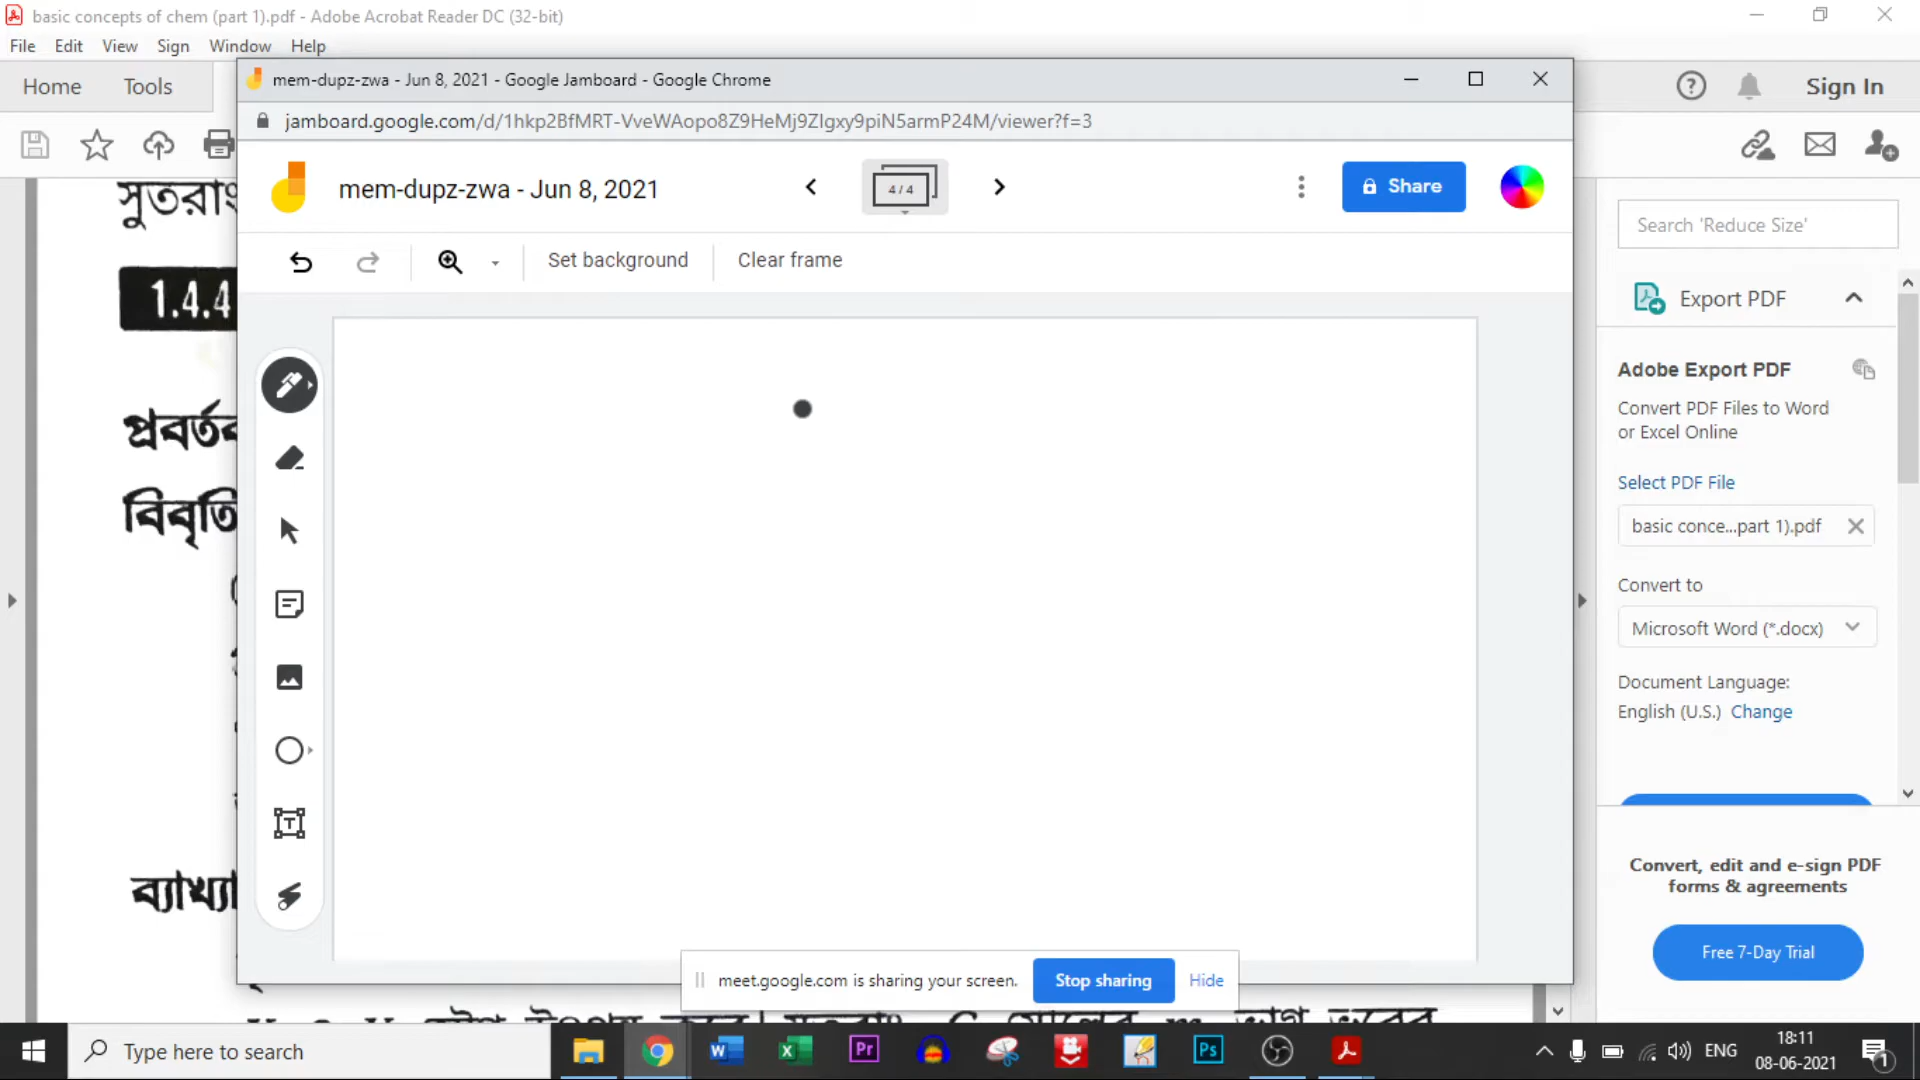 basic concepts of chem (part 1).pdf - Adobe Acrobat Reader DC (32-bit)
File Edit View Sign Window Help
Home Tools
Sign In
mem-dupz-zwa - Jun 8, 2021 - Google Jamboard - Google Chrome
jamboard.google.com/d/1hkp2BfMRT-VveWAopo8Z9HeMj9ZIgxy9piN5armP24M/viewer?f=3
mem-dupz-zwa - Jun 8, 2021
4 / 4
Share
Set background
Clear frame
1.4.4
বিবৃতি
Search 'Reduce Size'
Export PDF
Adobe Export PDF
Convert PDF Files to Word
or Excel Online
Select PDF File
basic conce...part 1).pdf
Convert to
Microsoft Word (*.docx)
Document Language:
English (U.S.) Change
Convert, edit and e-sign PDF
forms & agreements
Free 7-Day Trial
meet.google.com is sharing your screen.
Stop sharing
Hide
Type here to search
ENG
18:11
08-06-2021
1